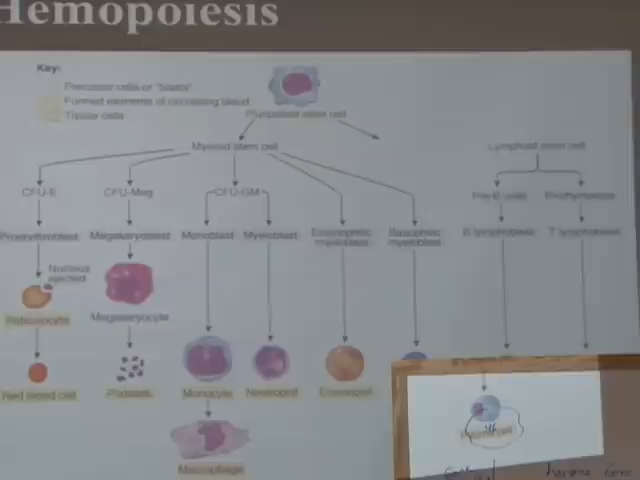 Hemopoiesis
Key:
Precursor cells or "blasts"
Formed elements of circulating blood
Tissue cells
Pluripotent stem cell
Myeloid stem cell
Lymphoid stem cell
CFU-E
CFU-Meg
CFU-GM
Pre-B cells
Prothymocytes
Proerythroblast
Megakaryoblast
Monoblast
Myeloblast
Eosinophilic
myeloblast
Basophilic
myeloblast
B lymphoblast
T lymphoblast
Nucleus
ejected
Reticulocyte
Megakaryocyte
Red blood cell
Platelets
Monocyte
Neutrophil
Eosinophil
Macrophage